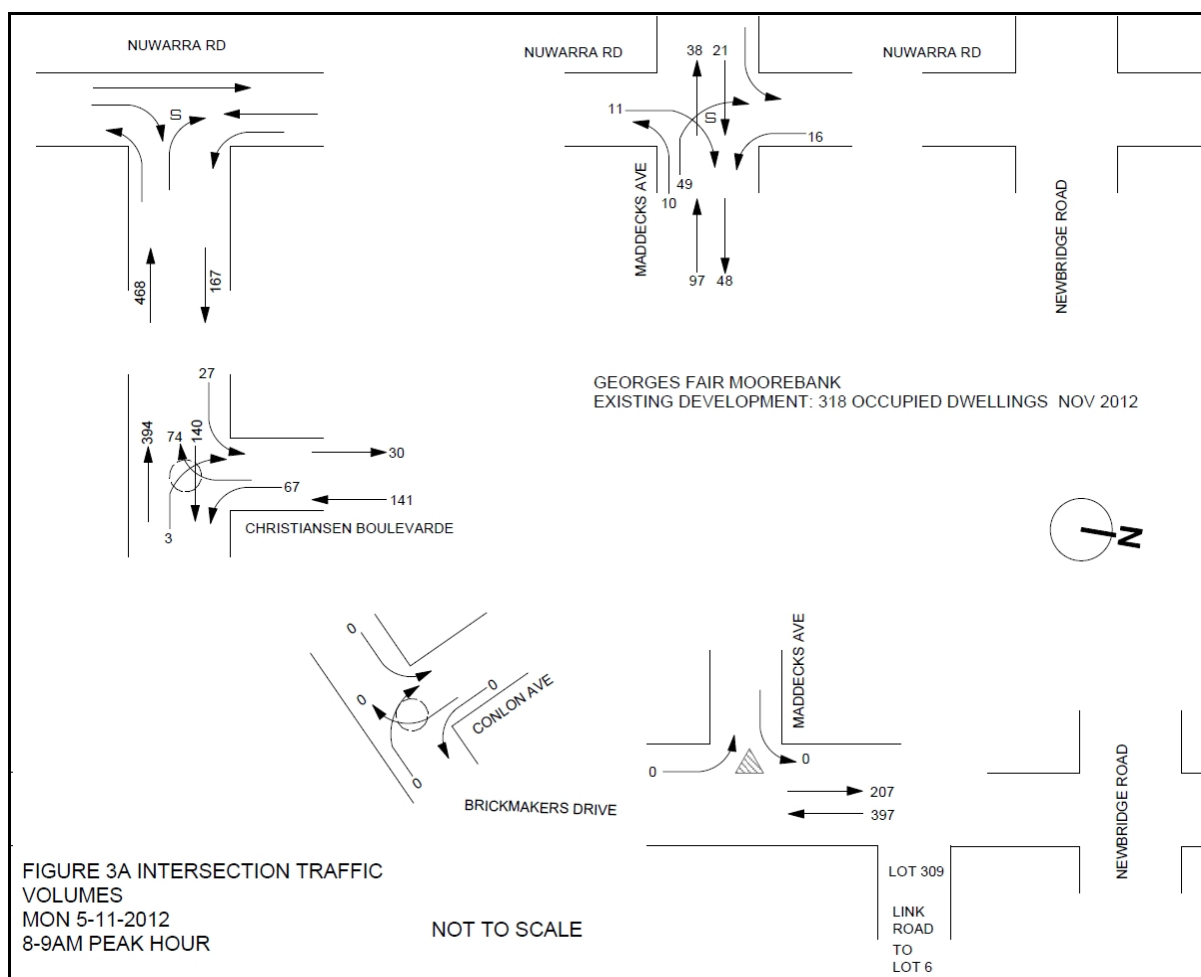 NUWARRA RD
NUWARRA RD
38 21
NUWARRA RD
S
11
S
16
MADDECKS AVE
49
10
97 48
NEWBRIDGE ROAD
468
167
GEORGES FAIR MOOREBANK
EXISTING DEVELOPMENT: 318 OCCUPIED DWELLINGS NOV 2012
27
394
74
140
30
67
141
3
CHRISTIANSEN BOULEVARDE
N
0
0
0
0
CONLON AVE
BRICKMAKERS DRIVE
MADDECKS AVE
0
0
207
397
NEWBRIDGE ROAD
LOT 309
LINK
ROAD
TO
LOT 6
FIGURE 3A INTERSECTION TRAFFIC
VOLUMES
MON 5-11-2012
8-9AM PEAK HOUR
NOT TO SCALE